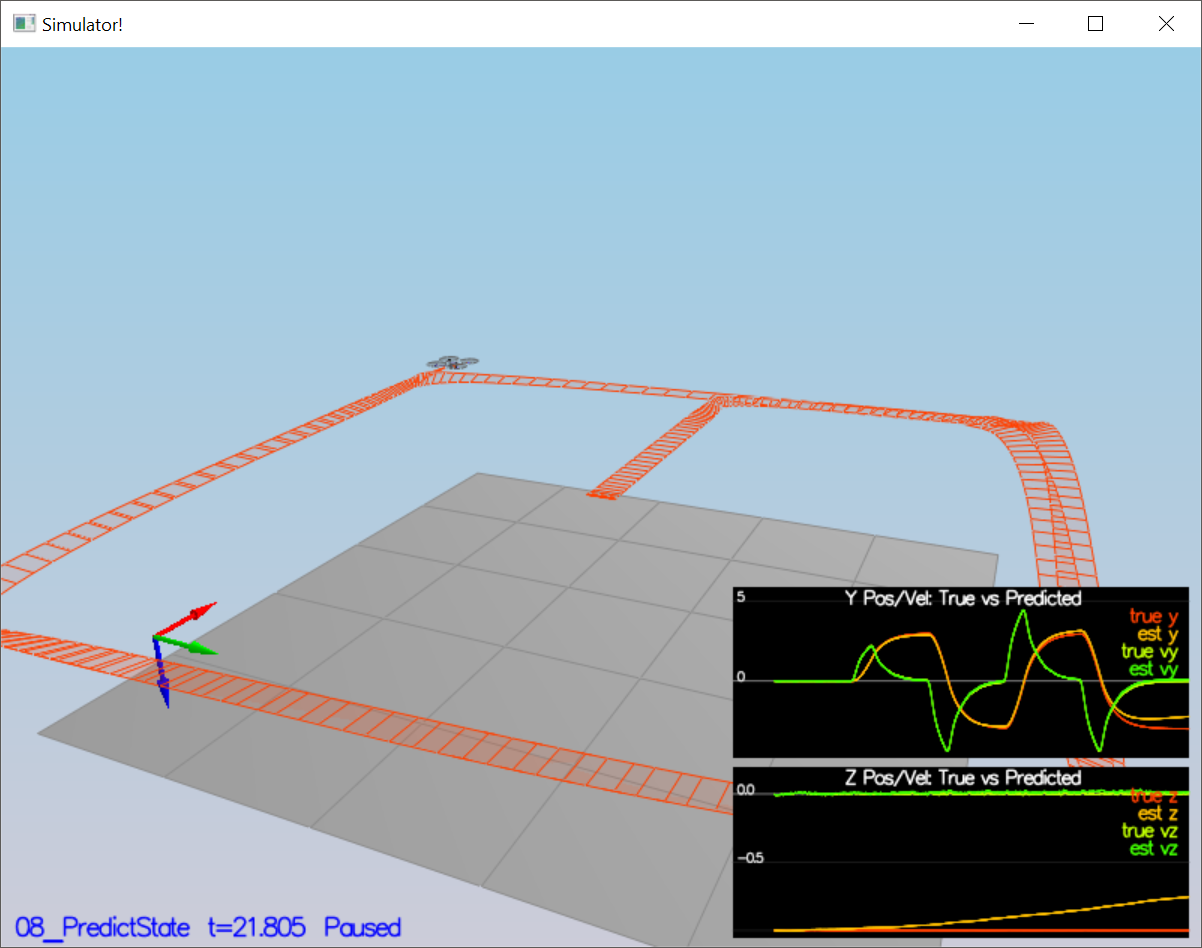 Simulator!
Y Pos/Vel: True vs Predicted
5
true y
est y
true vy
est vy
0
Z Pos/Vel: True vs Predicted
0.0
true z
est z
true vz
est vz
-0.5
08_PredictState t=21.805 Paused